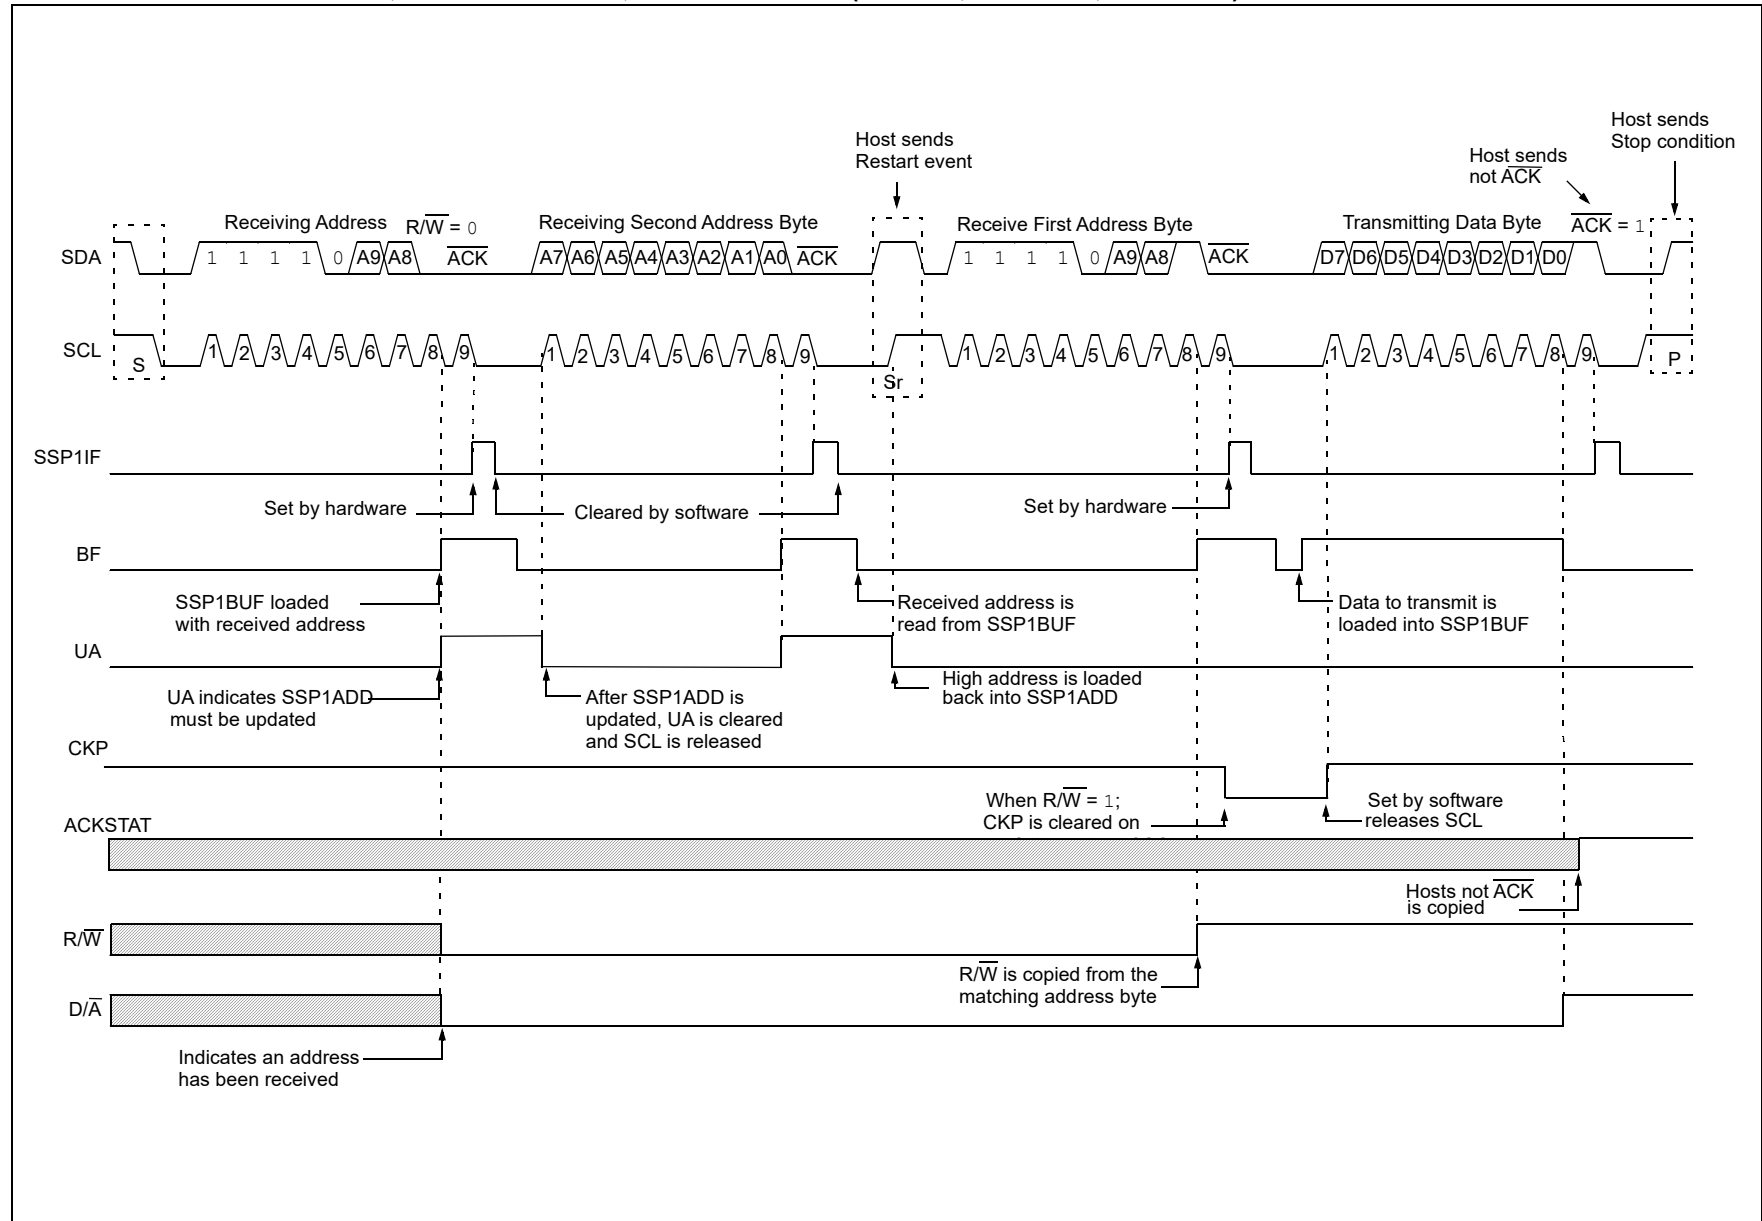 Host sends
Restart event
Host sends
not ACK
Host sends
Stop condition
Receiving Address R/W = 0
Receiving Second Address Byte
Receive First Address Byte
Transmitting Data Byte
ACK = 1
SDA
1 1 1 1 0 A9 A8 ACK
A7 A6 A5 A4 A3 A2 A1 A0 ACK
1 1 1 1 0 A9 A8 ACK
D7 D6 D5 D4 D3 D2 D1 D0
SCL
S
1 2 3 4 5 6 7 8 9
1 2 3 4 5 6 7 8 9
Sr
1 2 3 4 5 6 7 8 9
1 2 3 4 5 6 7 8 9
P
SSP1IF
Set by hardware
Cleared by software
Set by hardware
BF
SSP1BUF loaded
with received address
Received address is
read from SSP1BUF
Data to transmit is
loaded into SSP1BUF
UA
UA indicates SSP1ADD
must be updated
After SSP1ADD is
updated, UA is cleared
and SCL is released
High address is loaded
back into SSP1ADD
CKP
When R/W = 1;
CKP is cleared on
Set by software
releases SCL
ACKSTAT
Hosts not ACK
is copied
R/W
R/W is copied from the
matching address byte
D/A
Indicates an address
has been received